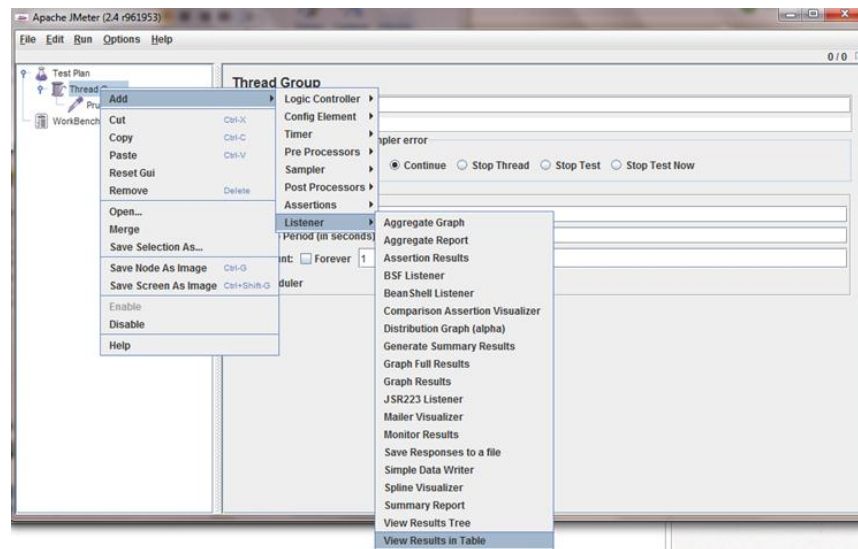 Apache JMeter (2.4 r961953)
File Edit Run Options Help
0 / 0
Test Plan
Thread
Pru
WorkBench
Thread Group
Add
Cut Ctrl-X
Copy Ctrl-C
Paste Ctrl-V
Reset Gui
Remove Delete
Open...
Merge
Save Selection As...
Save Node As Image Ctrl-G
Save Screen As Image Ctrl+Shift-G
Enable
Disable
Help
Logic Controller
Config Element
Timer
Pre Processors
Sampler
Post Processors
Assertions
Listener
mpler error
Continue Stop Thread Stop Test Stop Test Now
Period (in seconds)
nt: Forever 1
duler
Aggregate Graph
Aggregate Report
Assertion Results
BSF Listener
BeanShell Listener
Comparison Assertion Visualizer
Distribution Graph (alpha)
Generate Summary Results
Graph Full Results
Graph Results
JSR223 Listener
Mailer Visualizer
Monitor Results
Save Responses to a file
Simple Data Writer
Spline Visualizer
Summary Report
View Results Tree
View Results in Table